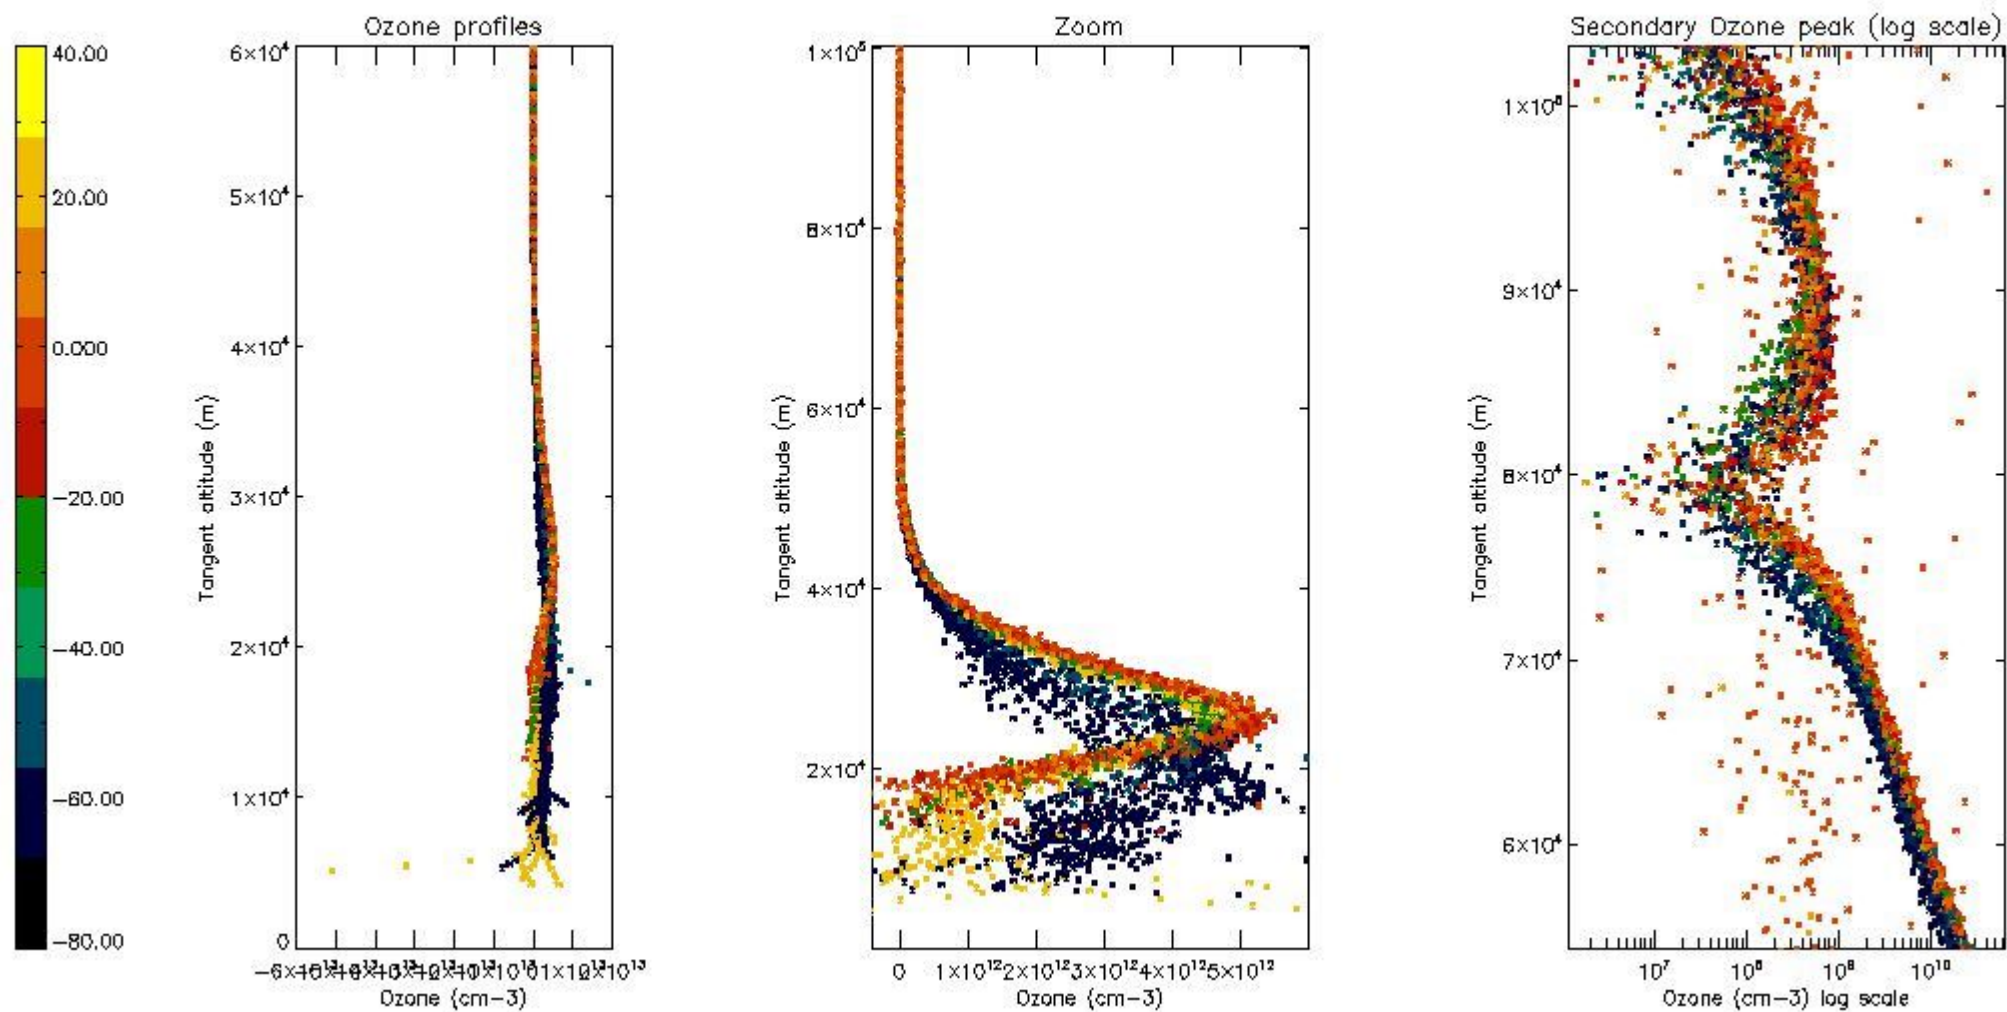 Ozone profiles
Zoom
Secondary Ozone peak (log scale)
40.00
20.00
0.000
−20.00
−40.00
−60.00
−80.00
6×10⁴
5×10⁴
4×10⁴
3×10⁴
2×10⁴
1×10⁴
0
Tangent altitude (m)
Ozone (cm−3)
1×10⁵
8×10⁴
6×10⁴
4×10⁴
2×10⁴
Tangent altitude (m)
0 1×10¹² 2×10¹² 3×10¹² 4×10¹² 5×10¹²
Ozone (cm−3)
9×10⁴
8×10⁴
7×10⁴
6×10⁴
Tangent altitude (m)
10⁷ 10¹⁰
Ozone (cm−3) log scale